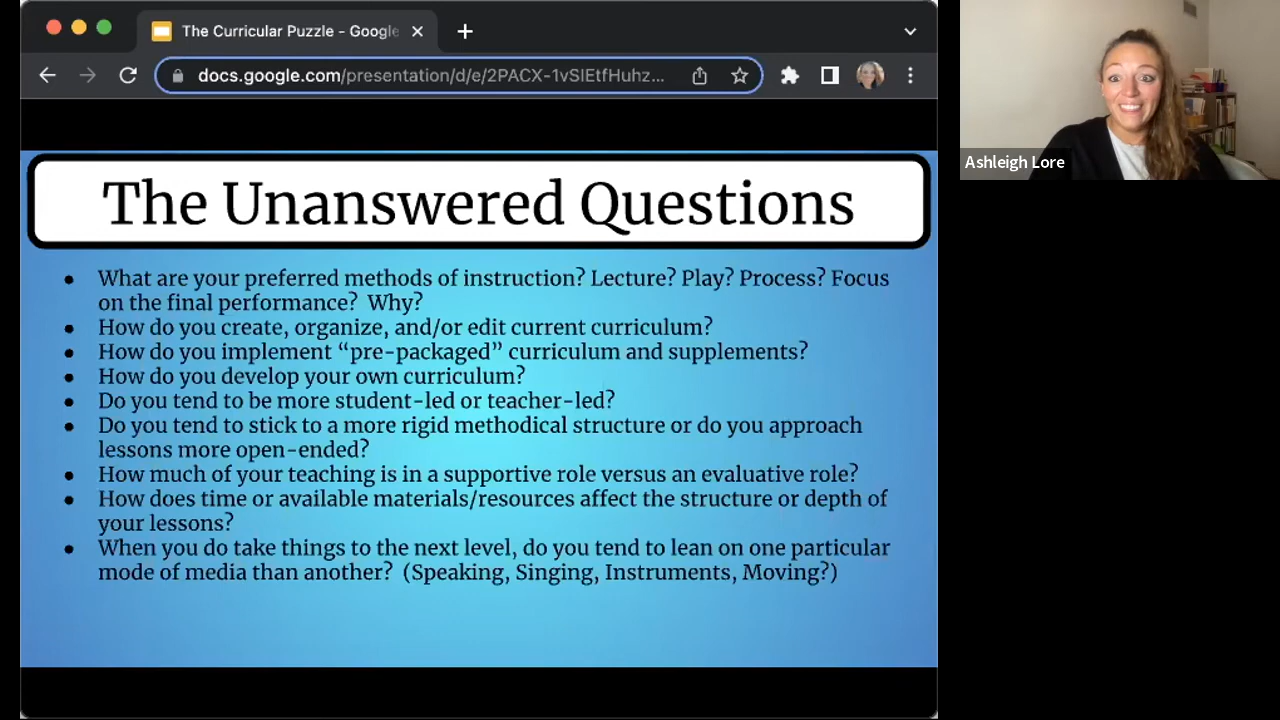 The Curricular Puzzle - Google
docs.google.com/presentation/d/e/2PACX-1vSlEtfHuhz...
Ashleigh Lore
The Unanswered Questions
• What are your preferred methods of instruction? Lecture? Play? Process? Focus
on the final performance? Why?
• How do you create, organize, and/or edit current curriculum?
• How do you implement “pre-packaged” curriculum and supplements?
• How do you develop your own curriculum?
• Do you tend to be more student-led or teacher-led?
• Do you tend to stick to a more rigid methodical structure or do you approach
lessons more open-ended?
• How much of your teaching is in a supportive role versus an evaluative role?
• How does time or available materials/resources affect the structure or depth of
your lessons?
• When you do take things to the next level, do you tend to lean on one particular
mode of media than another? (Speaking, Singing, Instruments, Moving?)